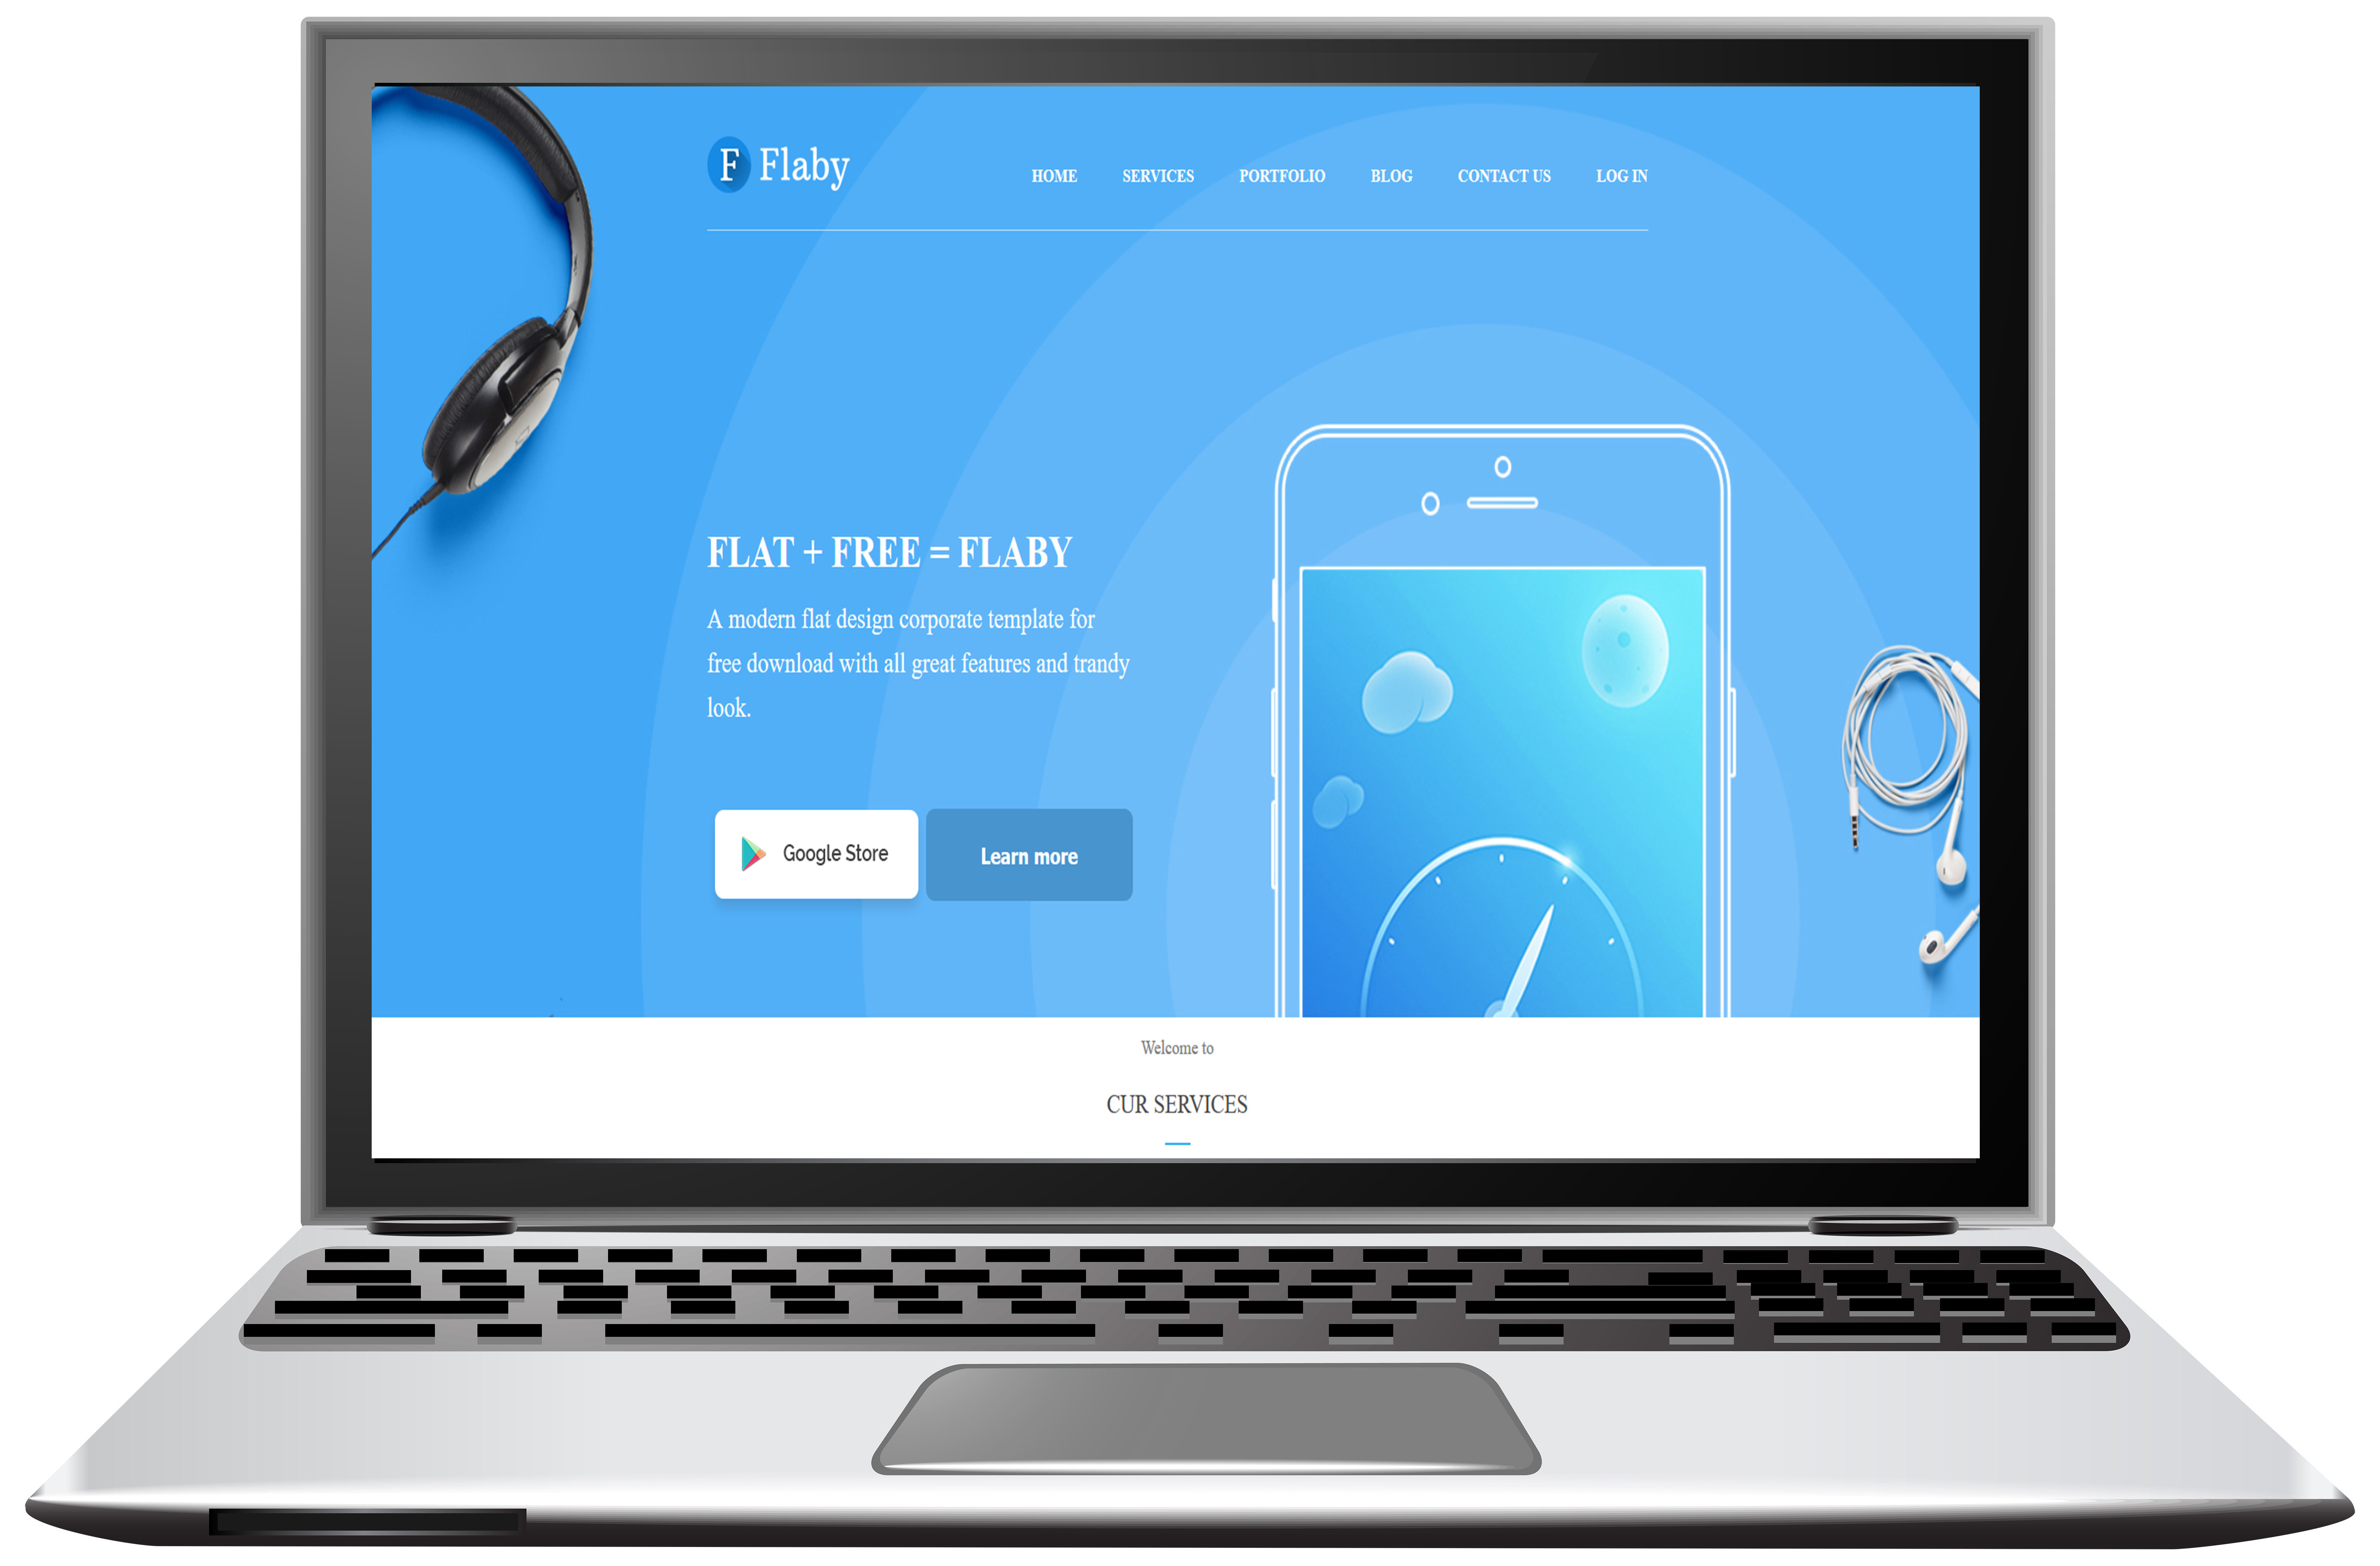 F Flaby
HOME SERVICES PORTFOLIO BLOG CONTACT US LOG IN
FLAT + FREE = FLABY
A modern flat design corporate template for
free download with all great features and trandy
look.
Google Store
Learn more
Welcome to
CUR SERVICES